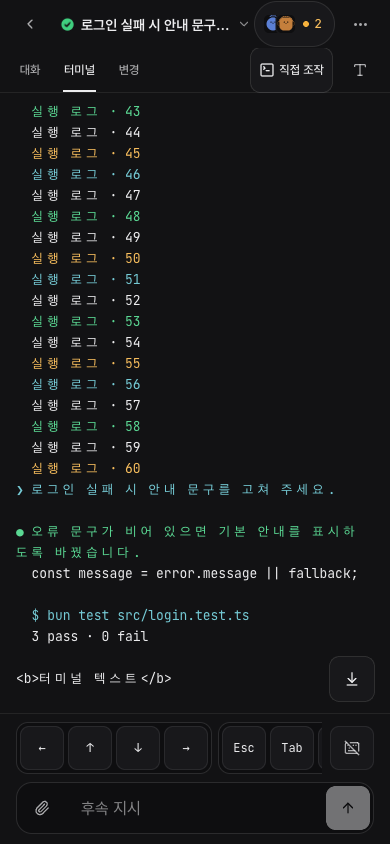 로그인 실패 시 안내 문구...
2
대화 터미널 변경 직접 조작
실행 로그 · 43
실행 로그 · 44
실행 로그 · 45
실행 로그 · 46
실행 로그 · 47
실행 로그 · 48
실행 로그 · 49
실행 로그 · 50
실행 로그 · 51
실행 로그 · 52
실행 로그 · 53
실행 로그 · 54
실행 로그 · 55
실행 로그 · 56
실행 로그 · 57
실행 로그 · 58
실행 로그 · 59
실행 로그 · 60
❯ 로그인 실패 시 안내 문구를 고쳐 주세요.
● 오류 문구가 비어 있으면 기본 안내를 표시하
도록 바꿨습니다.
const message = error.message || fallback;
$ bun test src/login.test.ts
3 pass · 0 fail
<b>터미널 텍스트</b>
← ↑ ↓ → Esc Tab
후속 지시